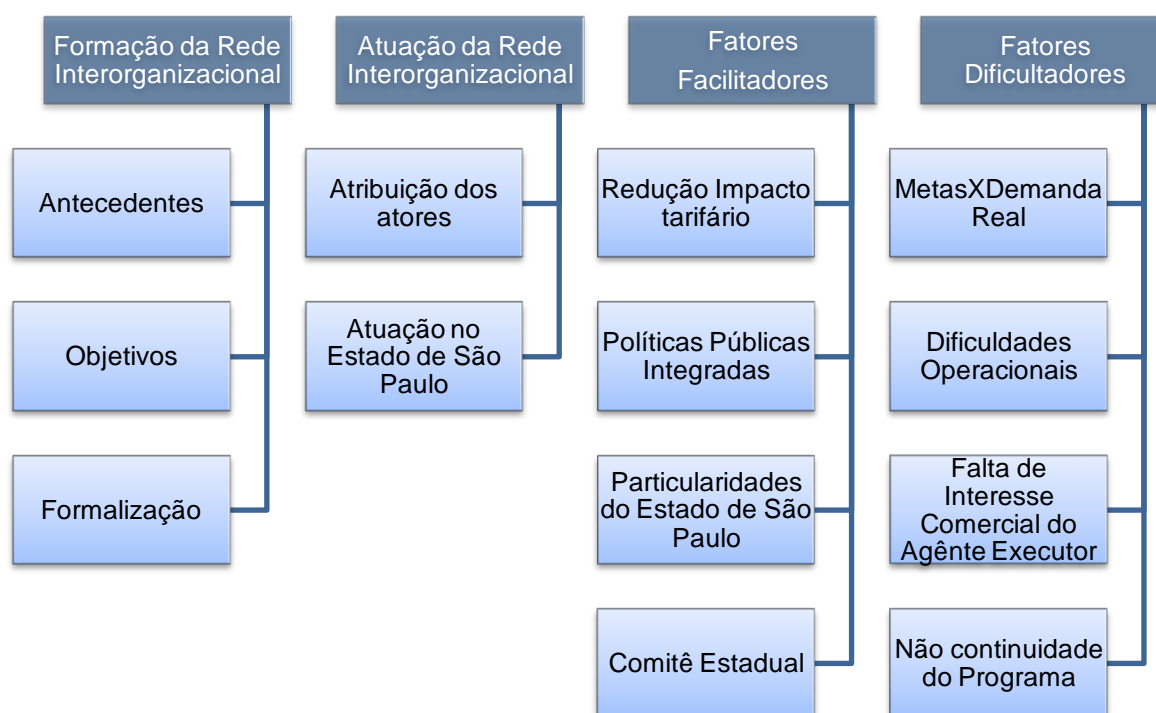 Formação da Rede
Interorganizacional
Antecedentes
Objetivos
Formalização
Atuação da Rede
Interorganizacional
Atribuição dos
atores
Atuação no
Estado de São
Paulo
Fatores
Facilitadores
Redução Impacto
tarifário
Políticas Públicas
Integradas
Particularidades
do Estado de São
Paulo
Comitê Estadual
Fatores
Dificultadores
MetasXDemanda
Real
Dificuldades
Operacionais
Falta de
Interesse
Comercial do
Agênte Executor
Não continuidade
do Programa